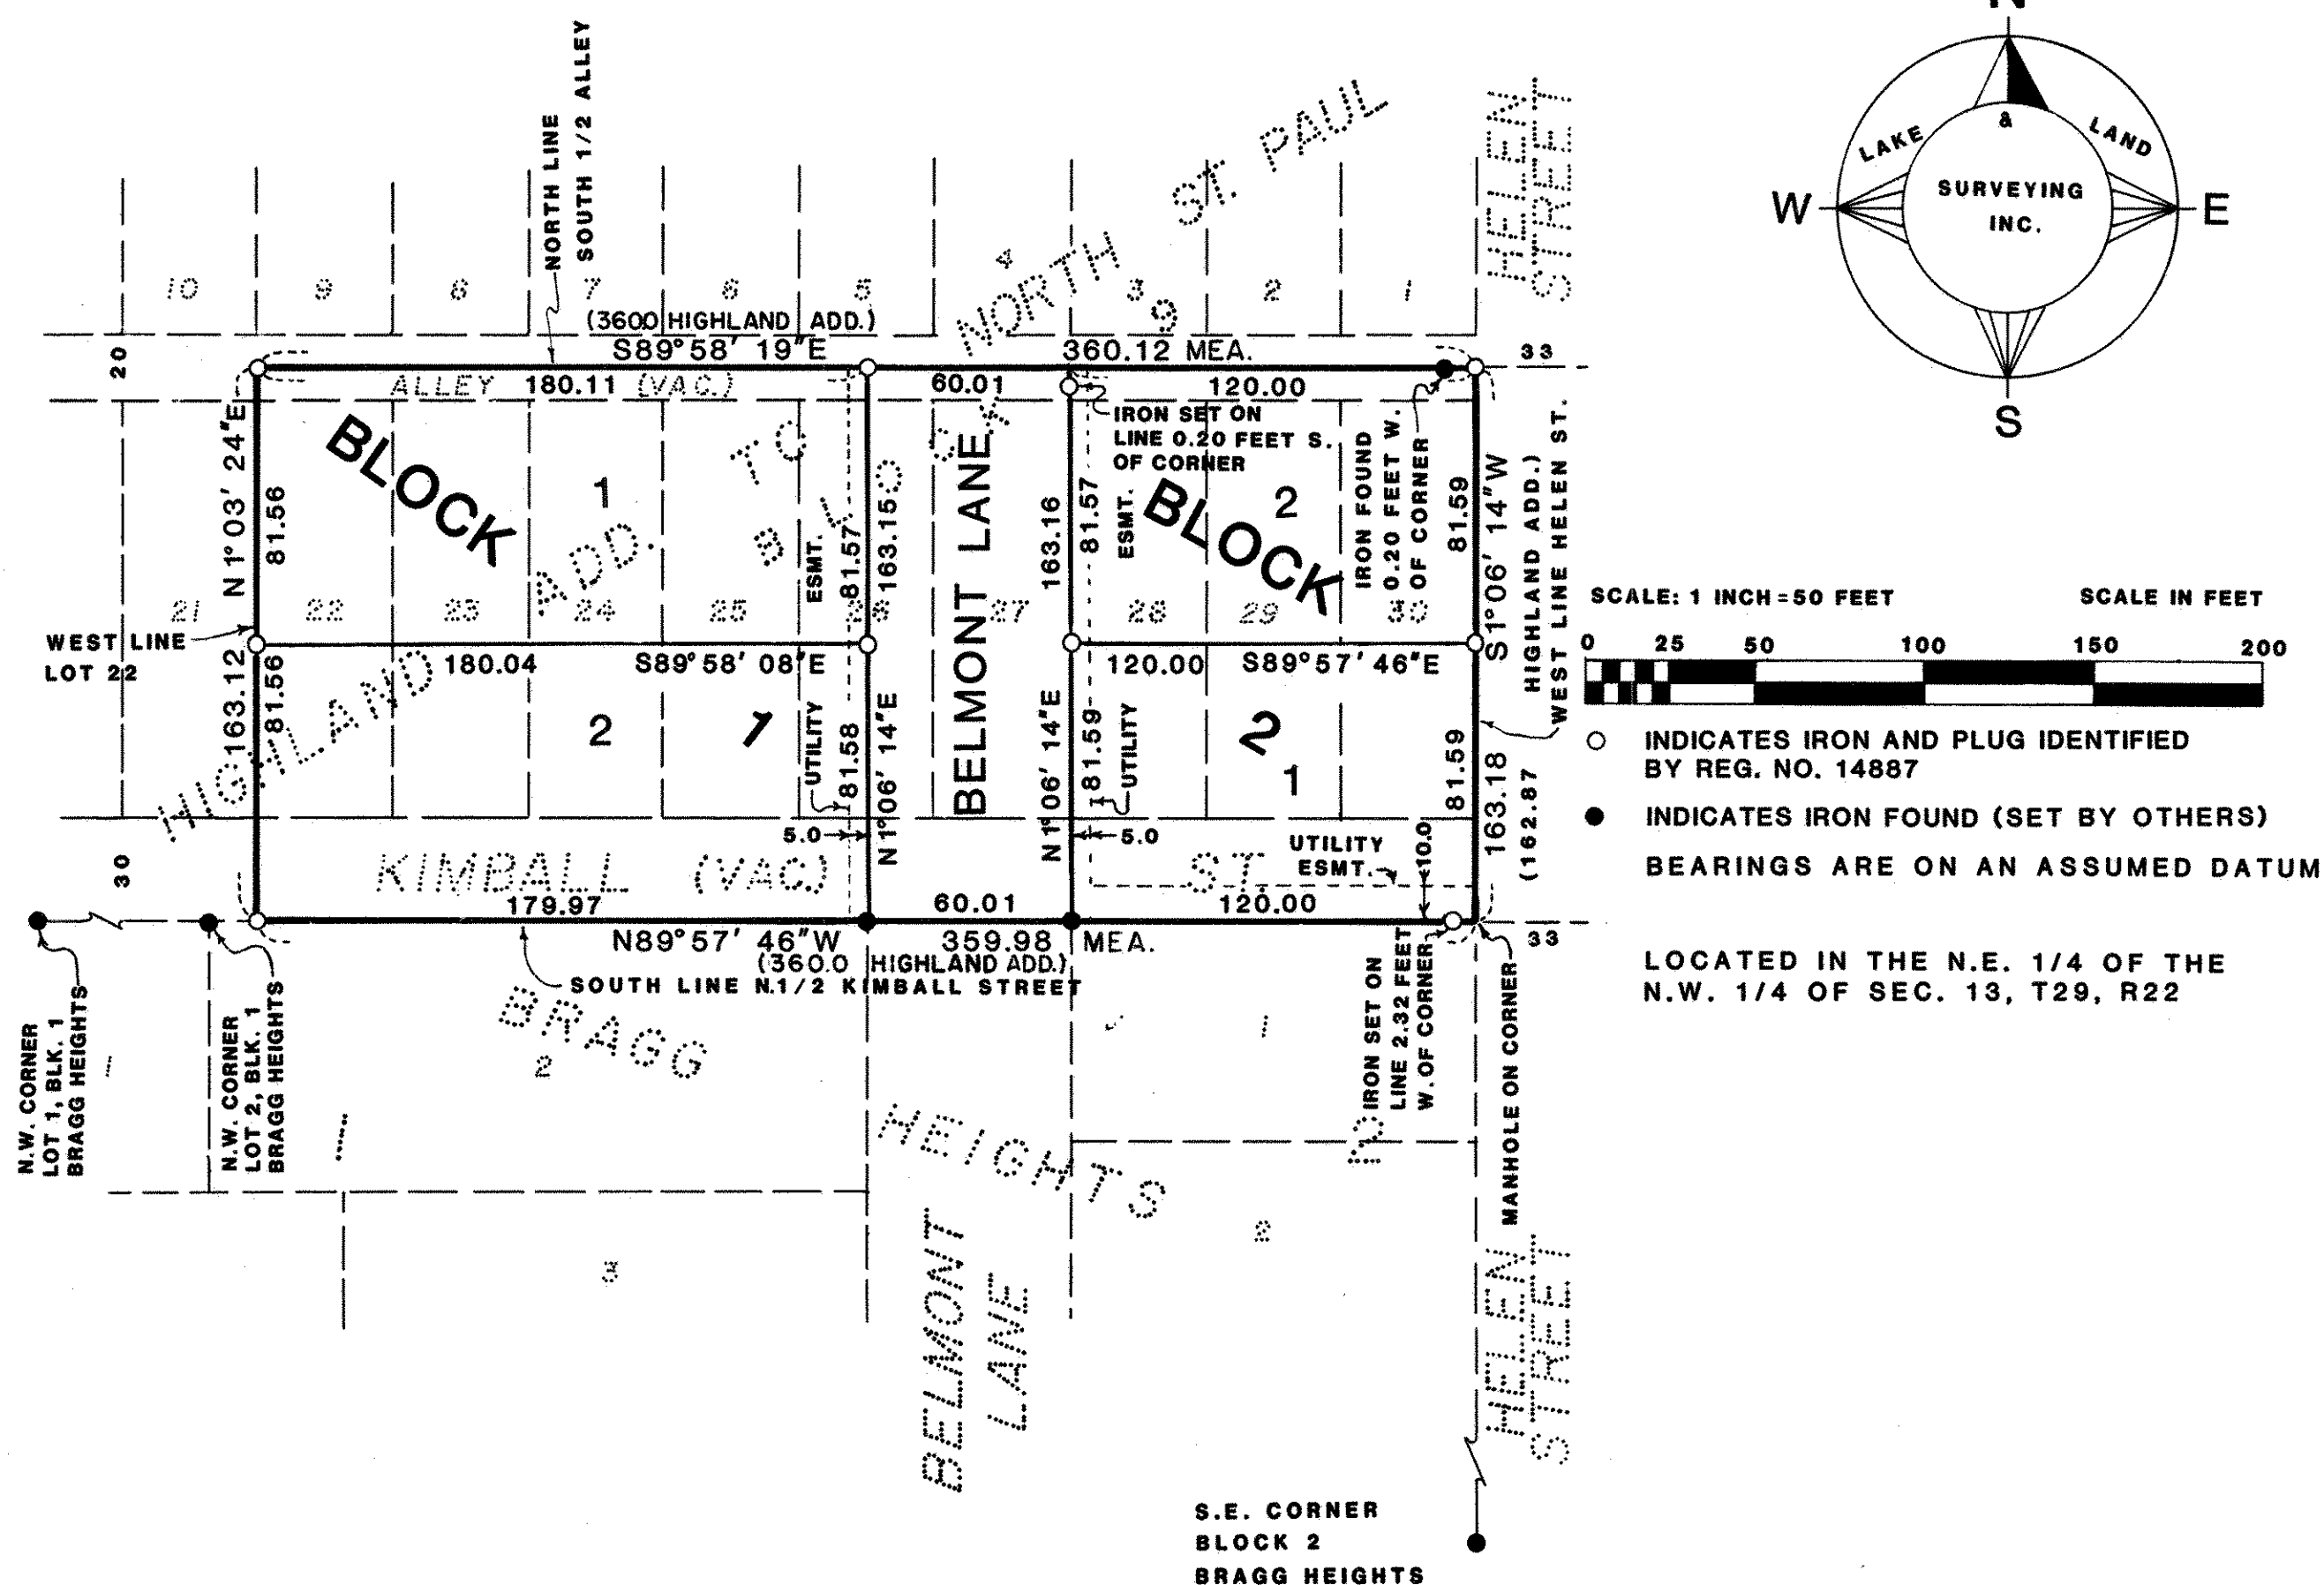 N
LAKE
LAND
a
SURVEYING
INC.
W
E
S
NORTH LINE
SOUTH 1/2 ALLEY
NORTH ST. PAUL
HELEN
STREET
10
9
7
5
4
3
2
1
9
(3600 HIGHLAND ADD.)
S89°58' 19"E
360.12 MEA.
33
20
ALLEY
180.11
(VAC.)
60.01
120.00
IRON SET ON
LINE 0.20 FEET S.
OF CORNER
IRON FOUND
0.20 FEET W.
OF CORNER
N 1°03' 24"E
81.56
BLOCK
1
HIGHLAND ADD. TO
BLOCK
ESMT.
81.57
163.15
BELMONT LANE
163.16
81.57
ESMT.
BLOCK
2
81.59
S 1°06' 14"W
HIGHLAND ADD.)
WEST LINE HELEN ST.
21
22
23
24
25
26
27
28
29
30
WEST LINE
LOT 22
180.04
S89°58' 08"E
120.00
S89°57' 46"E
163.12
81.56
2
1
UTILITY
81.58
N 1°06' 14"E
N 1°06' 14"E
81.59
UTILITY
2
1
81.59
163.18
(162.87
5.0
5.0
UTILITY
ESMT.
10.0
30
KIMBALL
(VAC)
ST.
179.97
60.01
120.00
N89°57' 46"W
359.98 MEA.
(360.0 HIGHLAND ADD.)
33
SOUTH LINE N.1/2 KIMBALL STREET
SCALE: 1 INCH = 50 FEET
SCALE IN FEET
0 25 50 100 150 200
INDICATES IRON AND PLUG IDENTIFIED
BY REG. NO. 14887
INDICATES IRON FOUND (SET BY OTHERS)
BEARINGS ARE ON AN ASSUMED DATUM
LOCATED IN THE N.E. 1/4 OF THE
N.W. 1/4 OF SEC. 13, T29, R22
N.W. CORNER
LOT 1, BLK. 1
BRAGG HEIGHTS
N.W. CORNER
LOT 2, BLK. 1
BRAGG HEIGHTS
IRON SET ON
LINE 2.32 FEET
W. OF CORNER
MANHOLE ON CORNER
BRAGG
HEIGHTS
1
2
1
3
1
2
2
BELMONT
LANE
HELEN
STREET
S.E. CORNER
BLOCK 2
BRAGG HEIGHTS